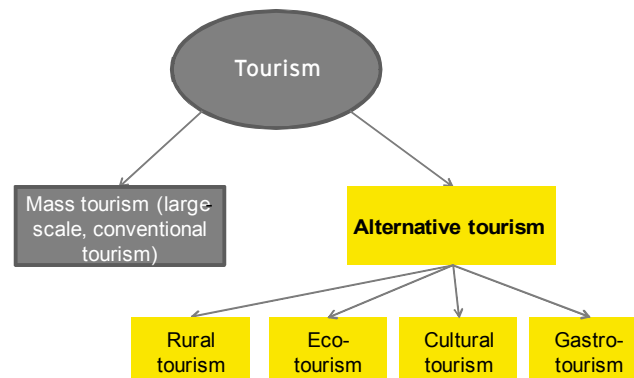 Tourism
Mass tourism (large-
scale, conventional
tourism)
Alternative tourism
Rural
tourism
Eco-
tourism
Cultural
tourism
Gastro-
tourism